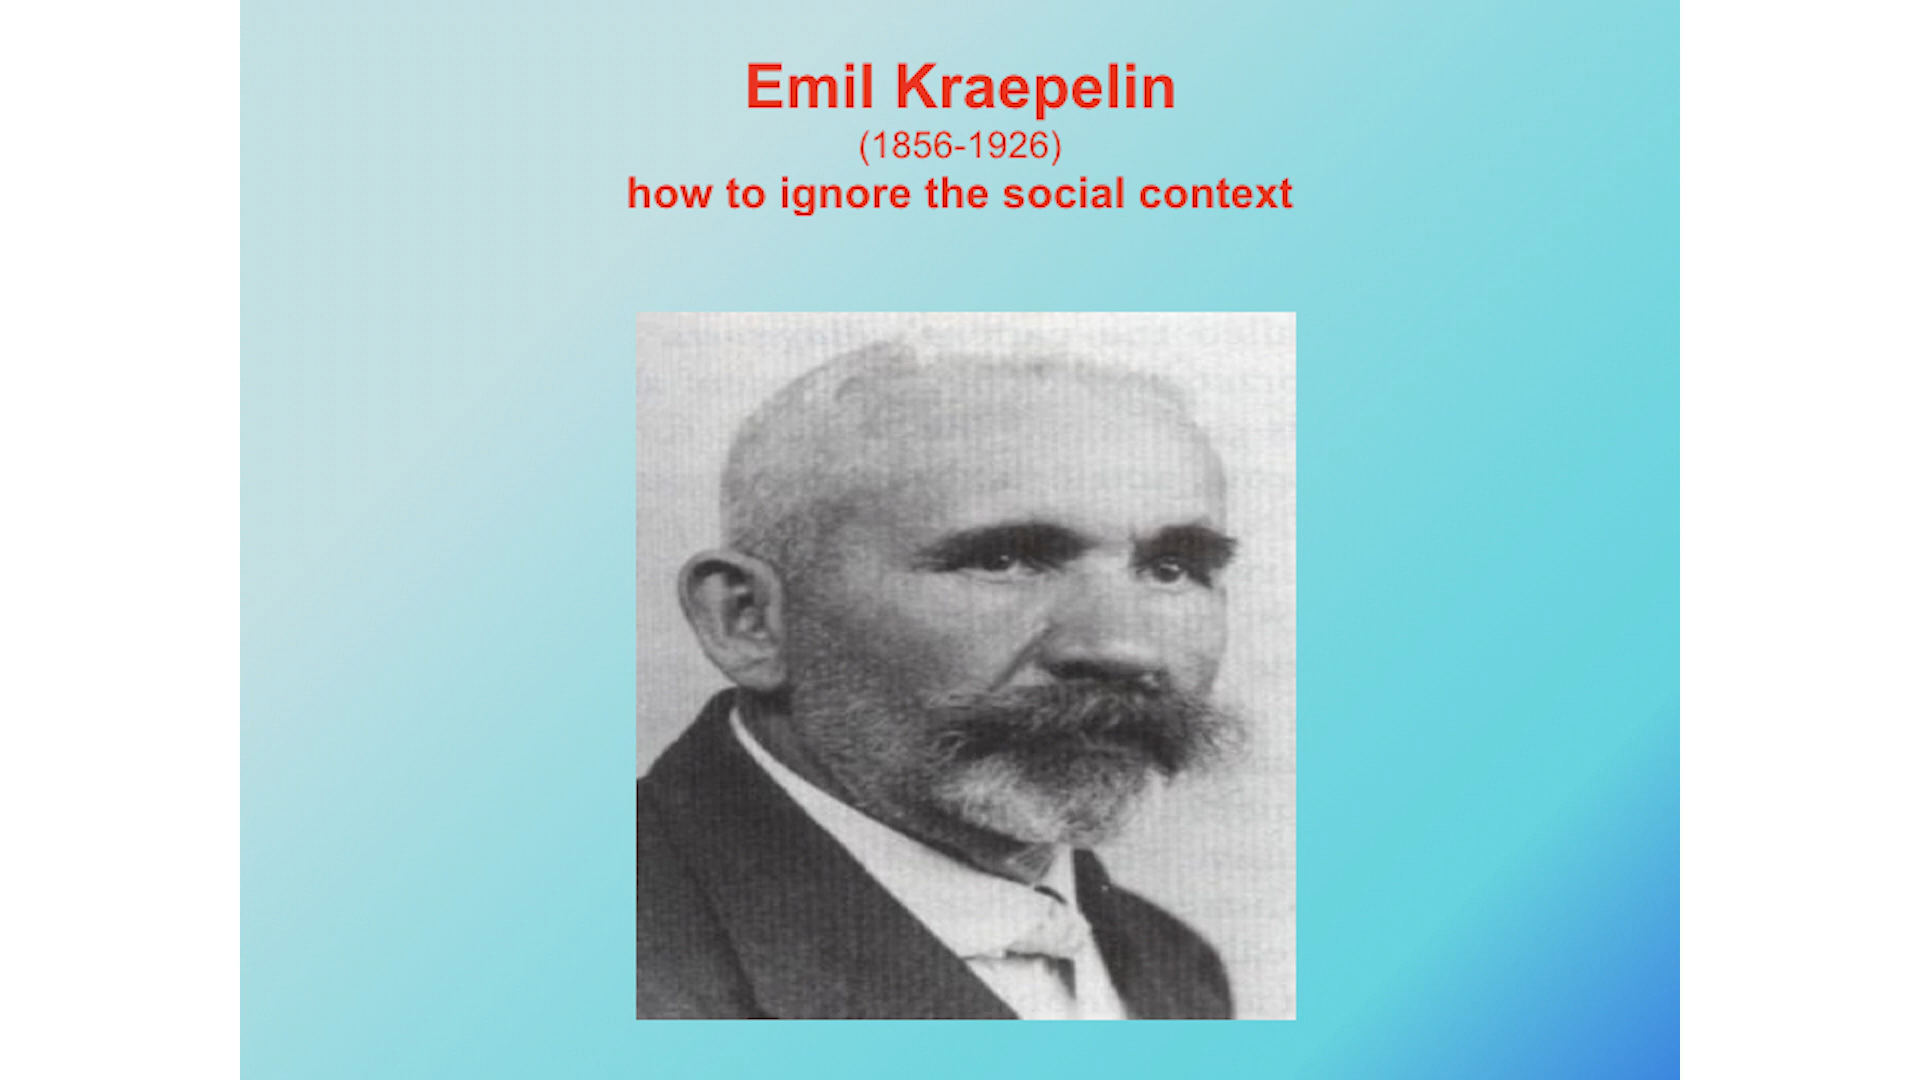 Emil Kraepelin
(1856-1926)
how to ignore the social context